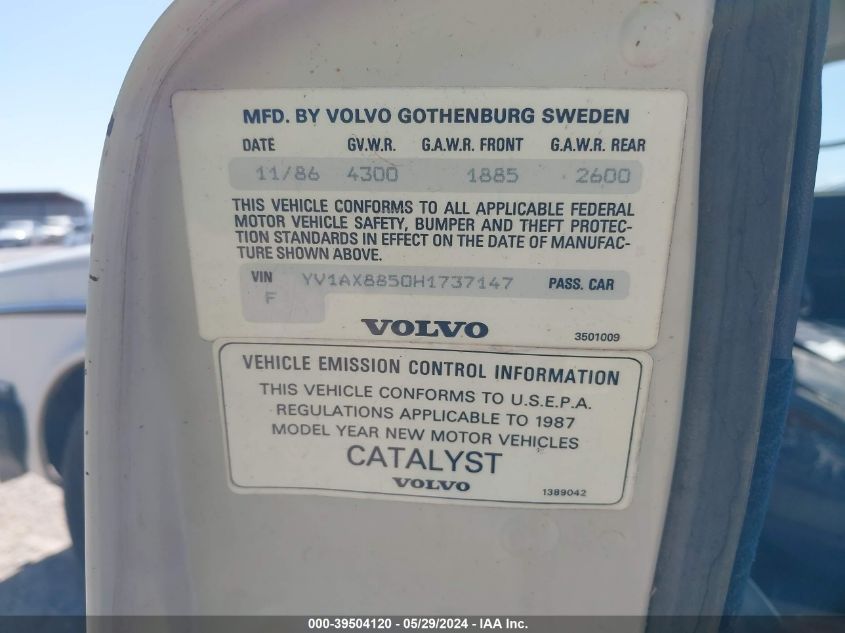 MFD. BY VOLVO GOTHENBURG SWEDEN
DATE GV.W.R. G.A.W.R. FRONT G.A.W.R. REAR
11/86 4300 1885 2600
THIS VEHICLE CONFORMS TO ALL APPLICABLE FEDERAL
MOTOR VEHICLE SAFETY, BUMPER AND THEFT PROTEC-
TION STANDARDS IN EFFECT ON THE DATE OF MANUFAC-
TURE SHOWN ABOVE.
VIN YV1AX8850H1737147 PASS. CAR
F
VOLVO 3501009
VEHICLE EMISSION CONTROL INFORMATION
THIS VEHICLE CONFORMS TO U.S.E.P.A.
REGULATIONS APPLICABLE TO 1987
MODEL YEAR NEW MOTOR VEHICLES
CATALYST
VOLVO 1389042
000-39504120 - 05/29/2024 - IAA Inc.